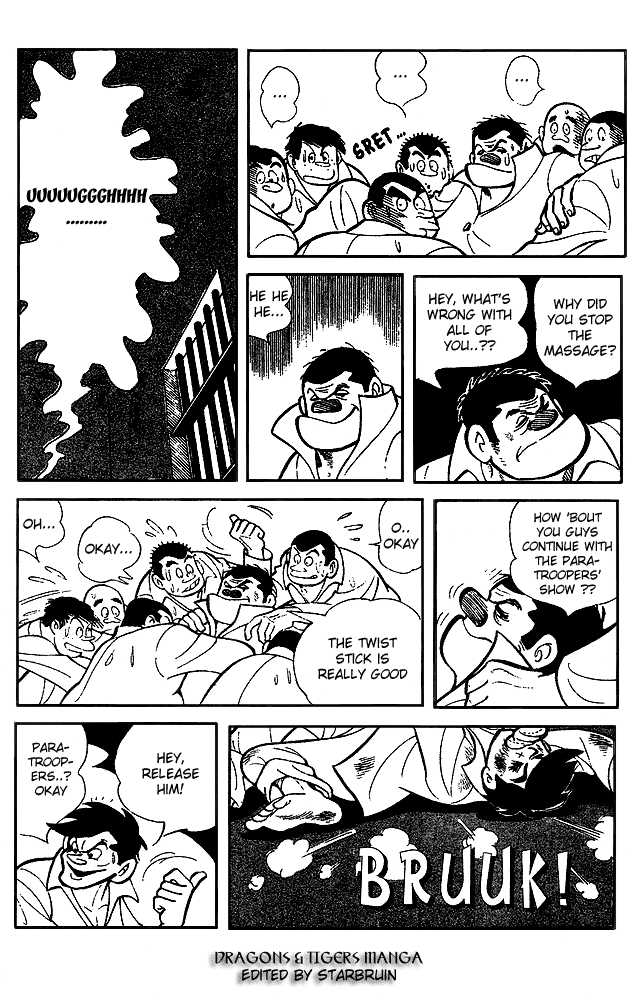 UUUUUGGGHHHH
.........
...
...
...
GRET...
HE HE
HE...
HEY, WHAT'S
WRONG WITH
ALL OF
YOU..??
WHY DID
YOU STOP
THE
MASSAGE?
OH...
OKAY...
O..
OKAY
THE TWIST
STICK IS
REALLY GOOD
HOW 'BOUT
YOU GUYS
CONTINUE
WITH THE
PARA-
TROOPERS'
SHOW ??
PARA-
TROOP-
ERS..?
OKAY
HEY,
RELEASE
HIM!
BRUUK!
DRAGONS & TIGERS MANGA
EDITED BY STARBRUIN